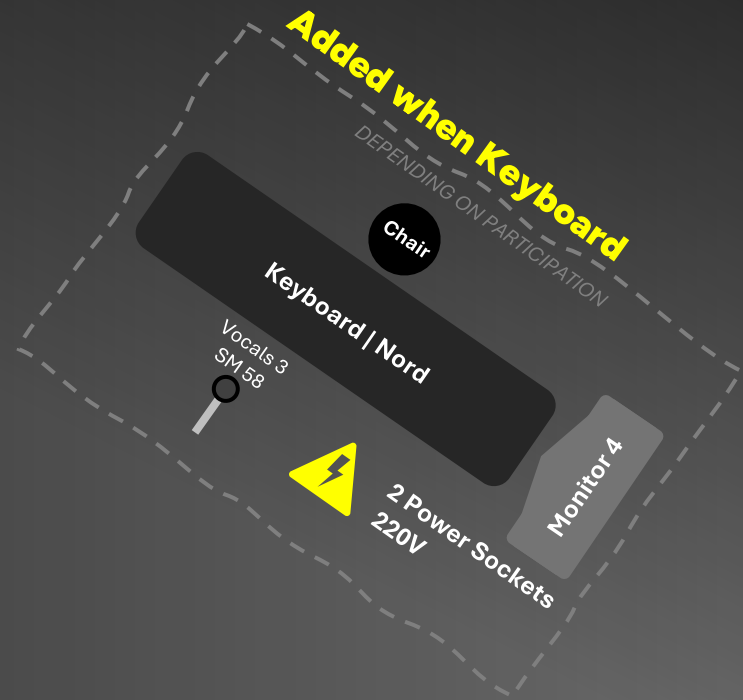 Added when Keyboard
DEPENDING ON PARTICIPATION
Chair
Keyboard | Nord
Vocals 3
SM 58
Monitor 4
2 Power Sockets
220V